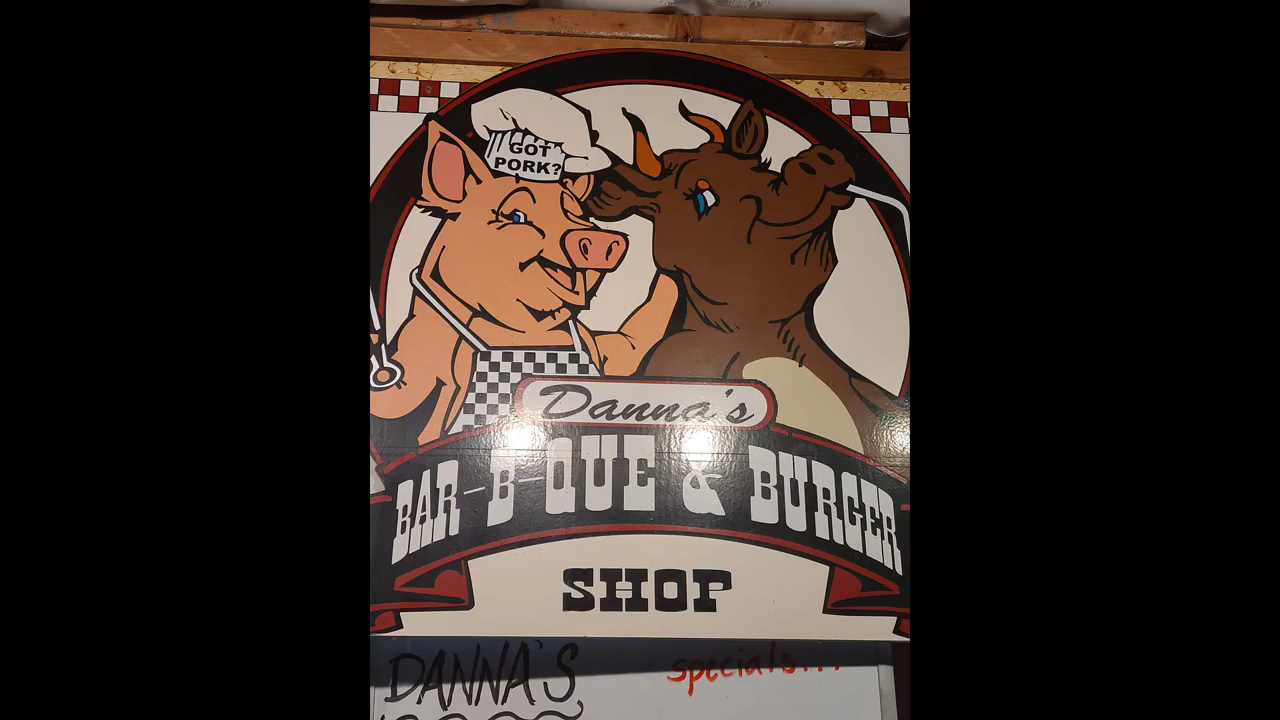 GOT
PORK?
Danna's
BAR-B-QUE & BURGER
SHOP
DANNA'S
specials...